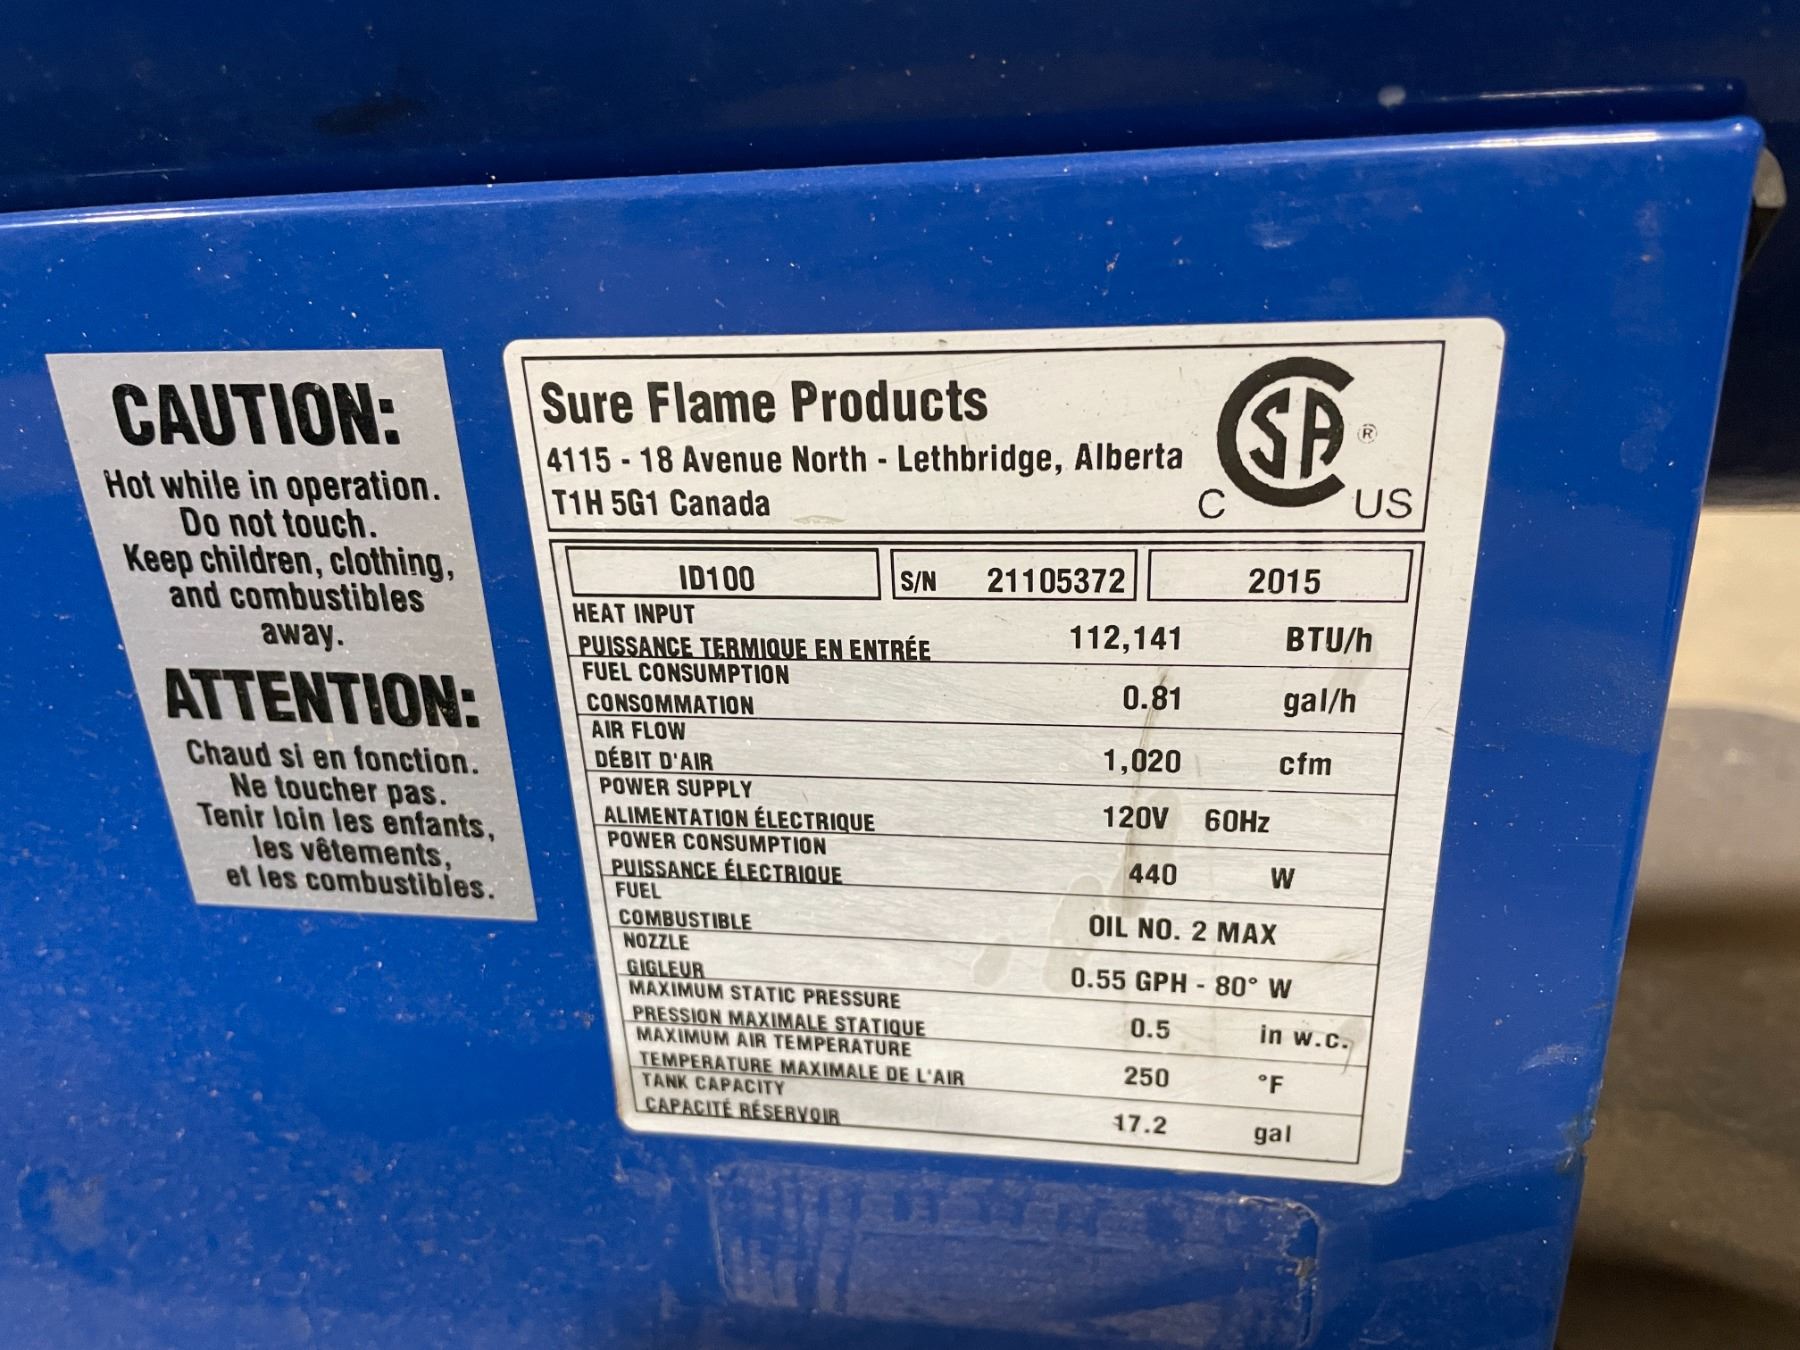 CAUTION:
Hot while in operation.
Do not touch.
Keep children, clothing,
and combustibles
away.
ATTENTION:
Chaud si en fonction.
Ne toucher pas.
Tenir loin les enfants,
les vêtements,
et les combustibles.
Sure Flame Products
4115 - 18 Avenue North - Lethbridge, Alberta
T1H 5G1 Canada
CSA ®
C US
ID100 S/N 21105372 2015
HEAT INPUT
PUISSANCE TERMIQUE EN ENTRÉE 112,141 BTU/h
FUEL CONSUMPTION
CONSOMMATION 0.81 gal/h
AIR FLOW
DÉBIT D'AIR 1,020 cfm
POWER SUPPLY
ALIMENTATION ÉLECTRIQUE 120V 60Hz
POWER CONSUMPTION
PUISSANCE ÉLECTRIQUE 440 W
FUEL
COMBUSTIBLE OIL NO. 2 MAX
NOZZLE
GIGLEUR 0.55 GPH - 80° W
MAXIMUM STATIC PRESSURE
PRESSION MAXIMALE STATIQUE 0.5 in w.c.
MAXIMUM AIR TEMPERATURE
TEMPERATURE MAXIMALE DE L'AIR 250 °F
TANK CAPACITY
CAPACITÉ RÉSERVOIR 17.2 gal